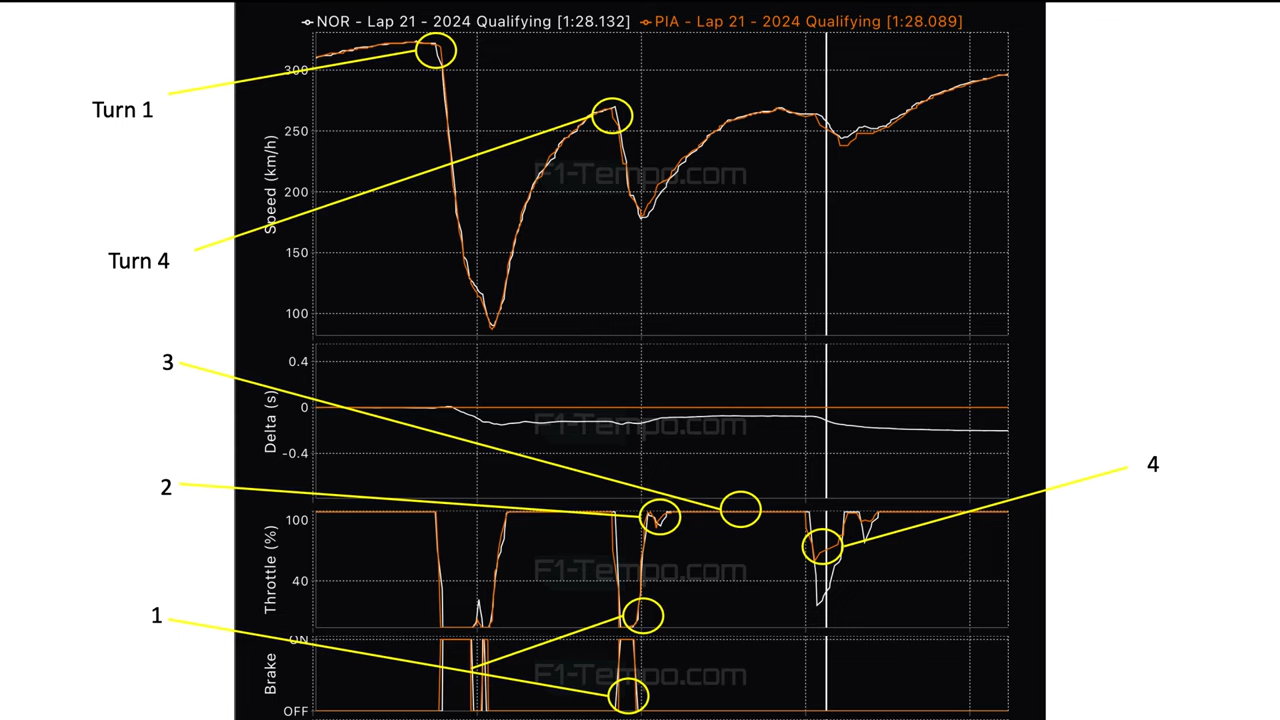 NOR - Lap 21 - 2024 Qualifying [1:28.132] PIA - Lap 21 - 2024 Qualifying [1:28.089]
Turn 1
Turn 4
3
2
1
4
Speed (km/h)
300
250
200
150
100
F1-Tempo.com
Delta (s)
0.4
0
-0.4
F1-Tempo.com
Throttle (%)
100
40
F1-Tempo.com
Brake
ON
OFF
F1-Tempo.com